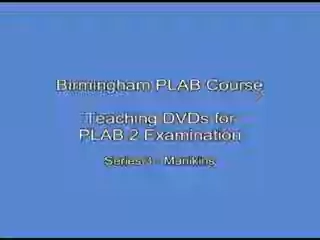 Birmingham PLAB Course
Teaching DVDs for
PLAB 2 Examination
Series 3 - Manikins